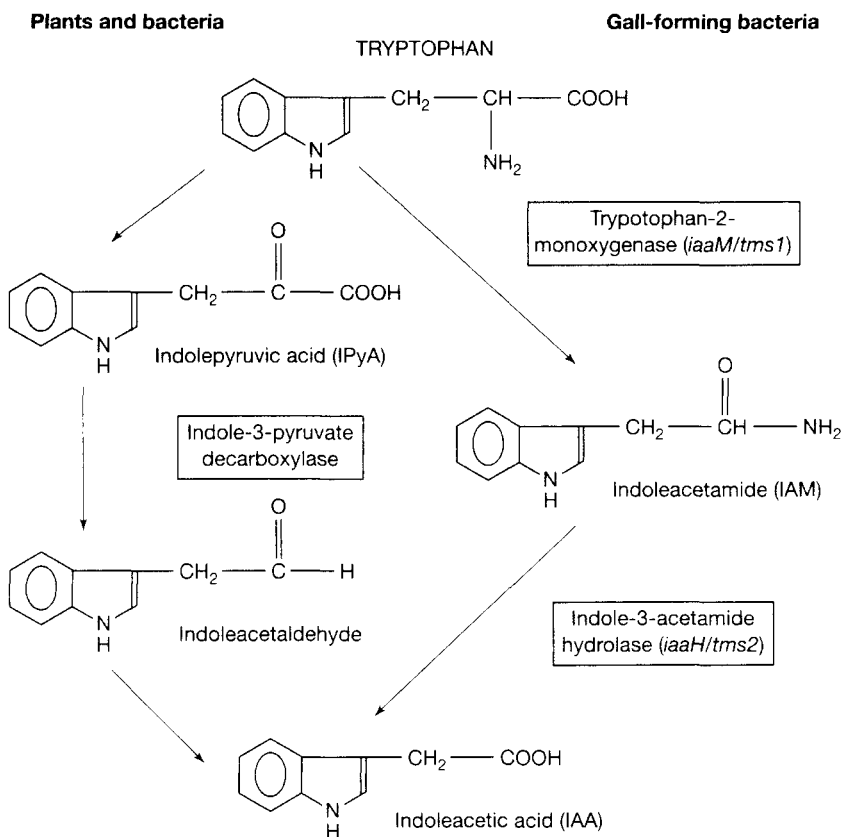 Plants and bacteria
Gall-forming bacteria
TRYPTOPHAN
CH₂ CH COOH
NH₂
N
H
Trypotophan-2-
monoxygenase (iaaM/tms1)
O
CH₂ C COOH
N
H
Indolepyruvic acid (IPyA)
O
CH₂ CH NH₂
N
H
Indoleacetamide (IAM)
Indole-3-pyruvate
decarboxylase
O
CH₂ C H
N
H
Indoleacetaldehyde
Indole-3-acetamide
hydrolase (iaaH/tms2)
CH₂ COOH
N
H
Indoleacetic acid (IAA)